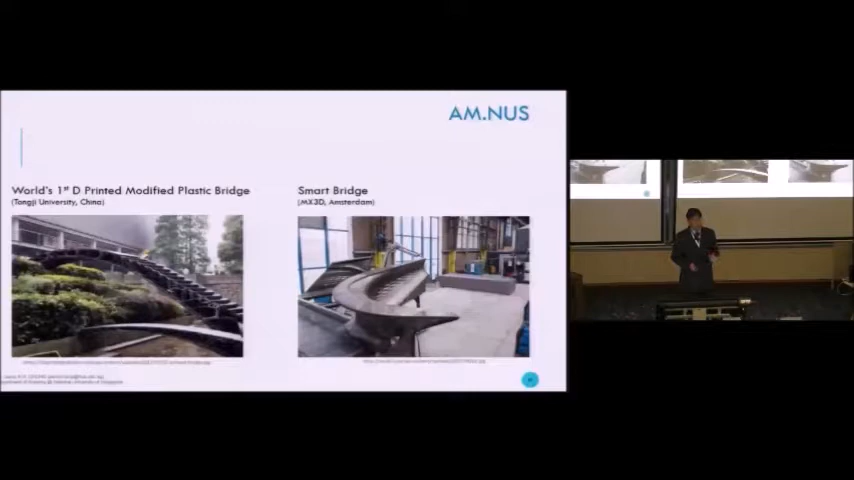 AM.NUS
World's 1st D Printed Modified Plastic Bridge
(Tongji University, China)
Smart Bridge
(MX3D, Amsterdam)